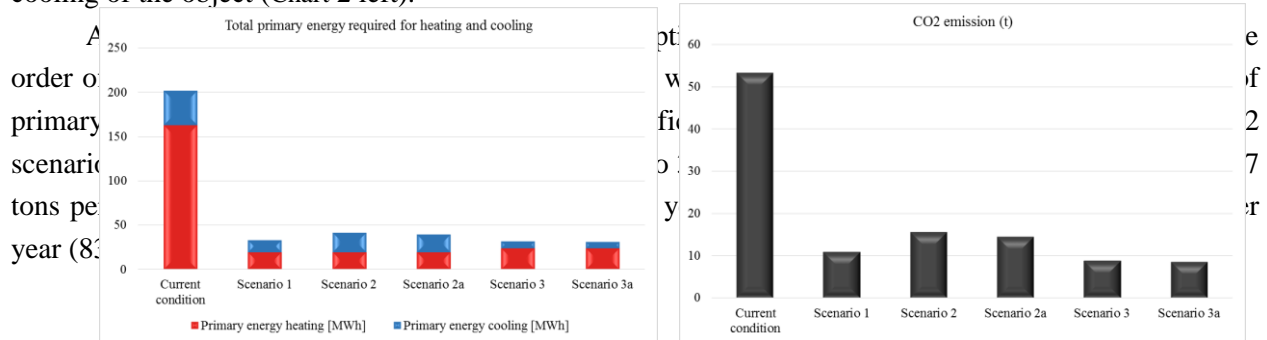 cooling of the object (Chart 2 left).
Total primary energy required for heating and cooling
250
200
150
100
50
0
Current condition
Scenario 1
Scenario 2
Scenario 2a
Scenario 3
Scenario 3a
Primary energy heating [MWh]
Primary energy cooling [MWh]
CO2 emission (t)
60
50
40
30
20
10
0
Current condition
Scenario 1
Scenario 2
Scenario 2a
Scenario 3
Scenario 3a
order
primary
tons
year (83